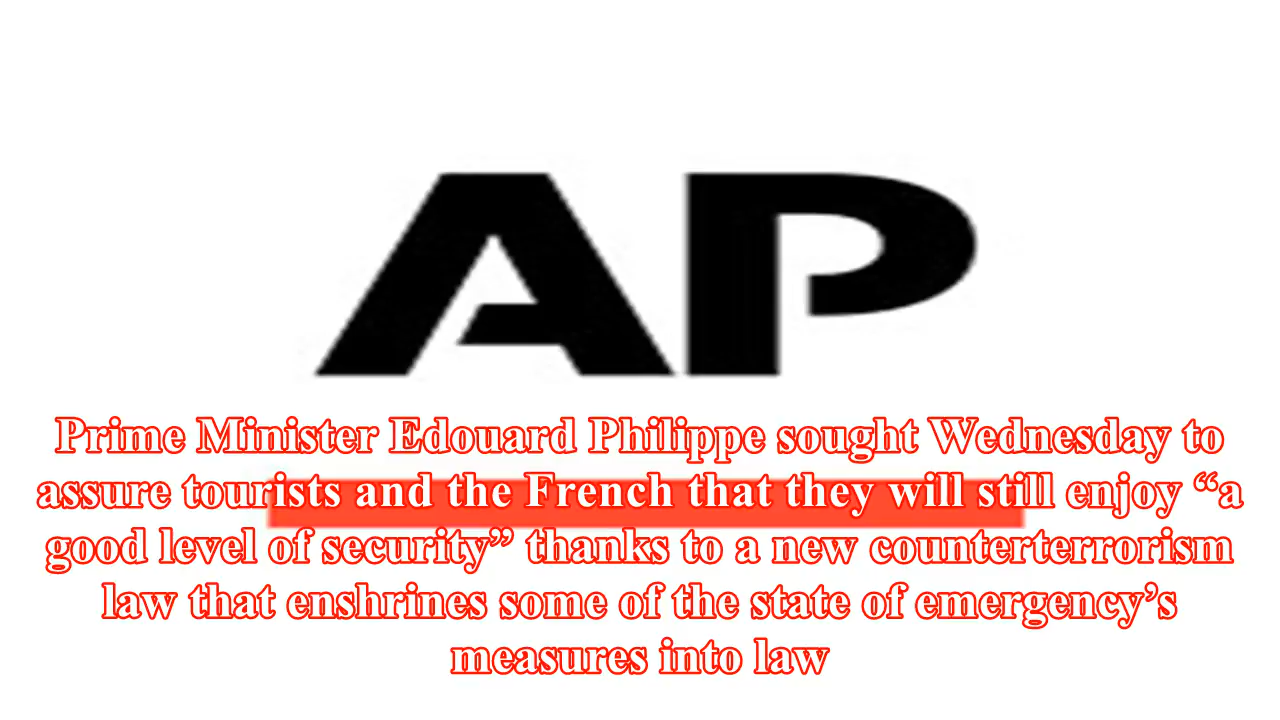 AP
Prime Minister Edouard Philippe sought Wednesday to
assure tourists and the French that they will still enjoy “a
good level of security” thanks to a new counterterrorism
law that enshrines some of the state of emergency’s
measures into law